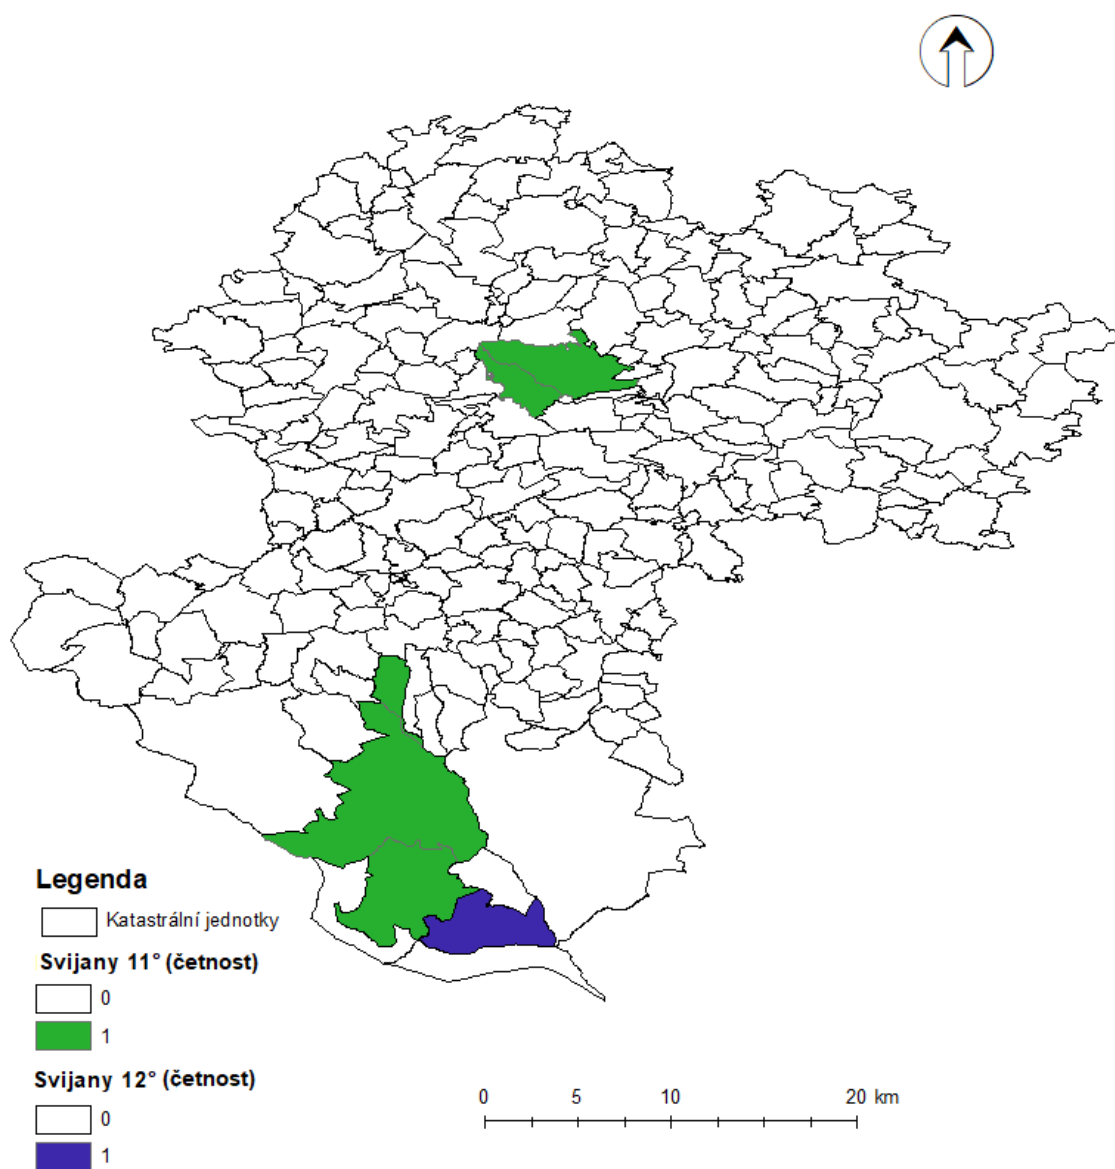 Legenda
Katastrální jednotky
Svijany 11° (četnost)
0
1
Svijany 12° (četnost)
0
1
0 5 10 20 km